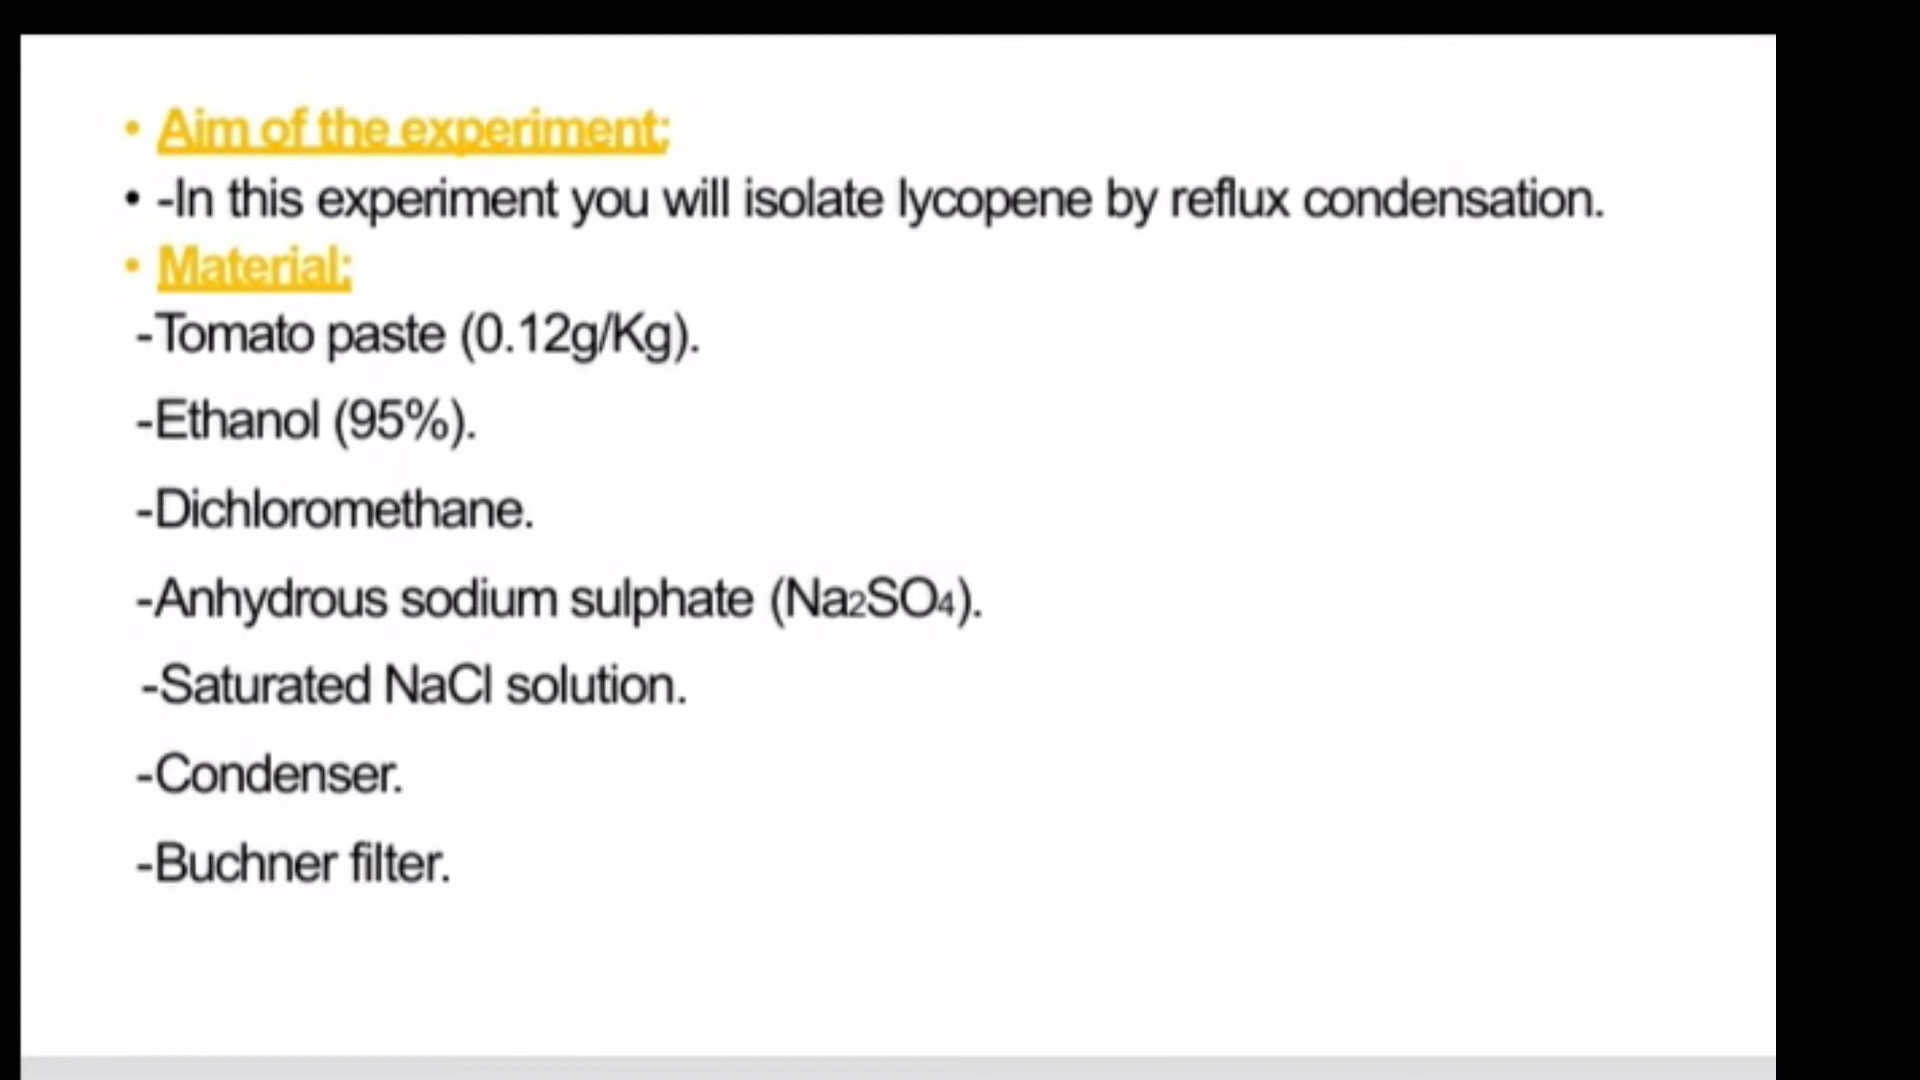 • Aim of the experiment:
• -In this experiment you will isolate lycopene by reflux condensation.
• Material:
-Tomato paste (0.12g/Kg).
-Ethanol (95%).
-Dichloromethane.
-Anhydrous sodium sulphate (Na₂SO₄).
-Saturated NaCl solution.
-Condenser.
-Buchner filter.